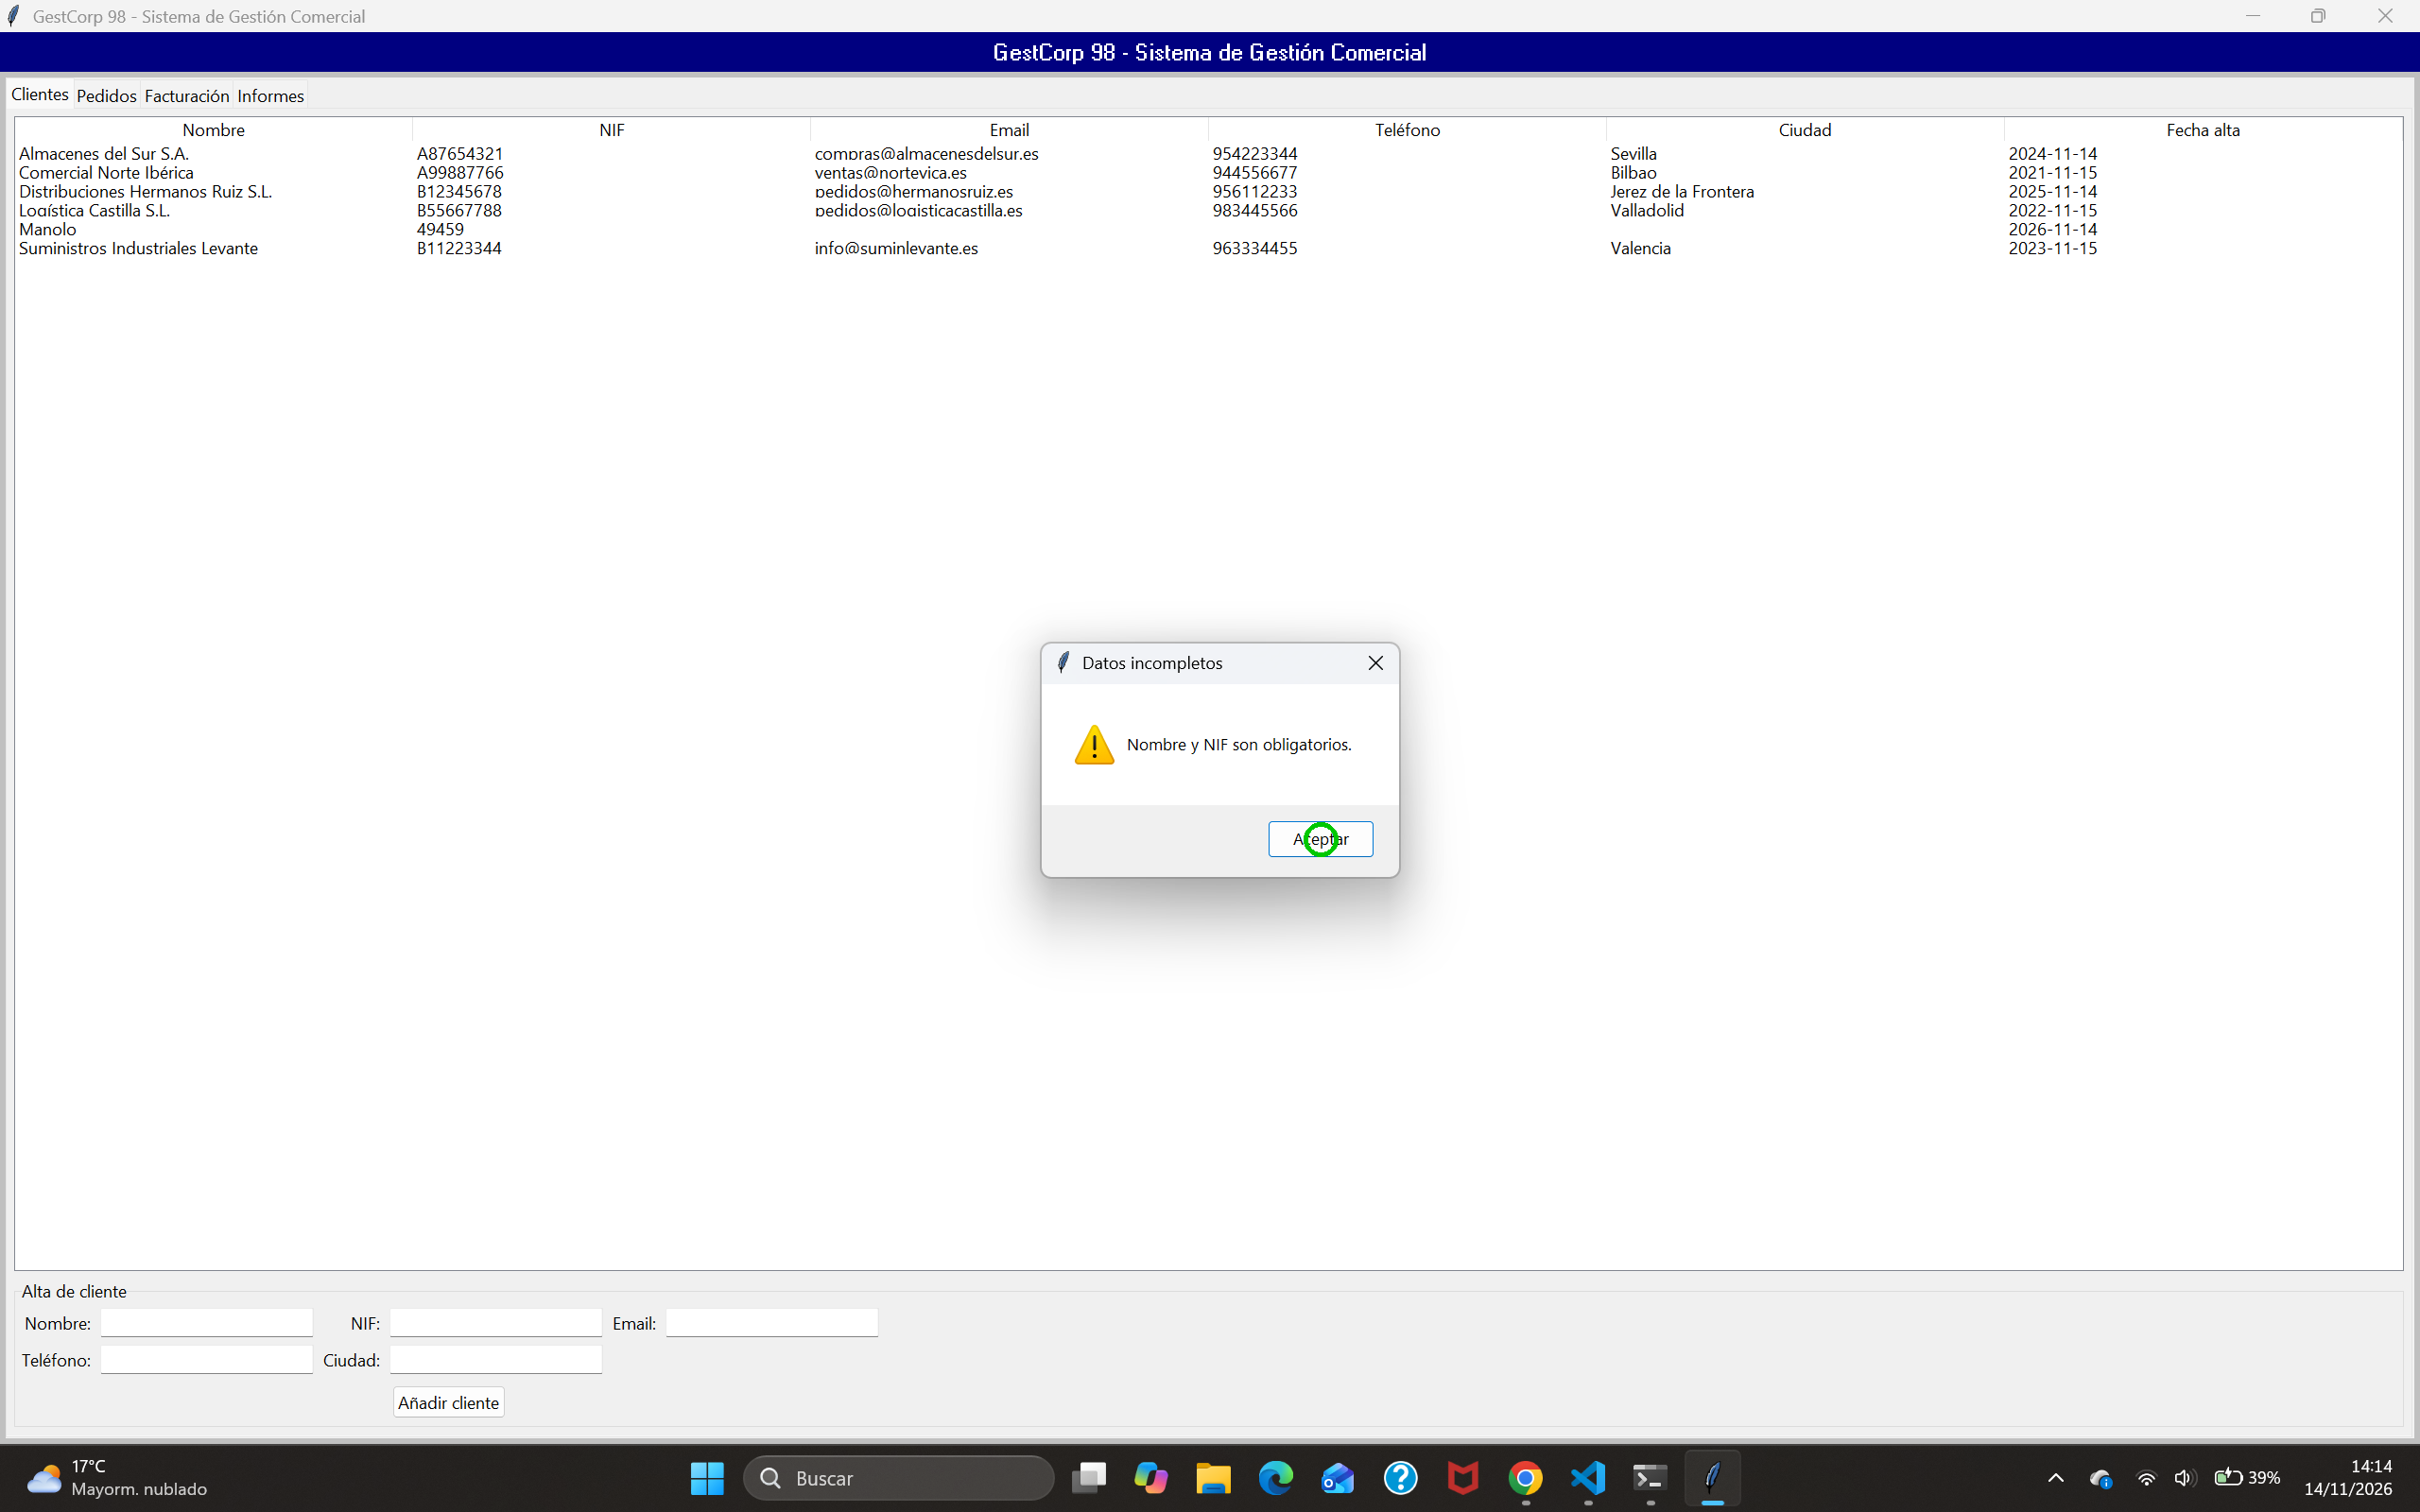 GestCorp 98 - Sistema de Gestión Comercial
GestCorp 98 - Sistema de Gestión Comercial
Clientes Pedidos Facturación Informes
Nombre NIF Email Teléfono Ciudad Fecha alta
Almacenes del Sur S.A. A87654321 compras@almacenesdelsur.es 954223344 Sevilla 2024-11-14
Comercial Norte Ibérica A99887766 ventas@nortevica.es 944556677 Bilbao 2021-11-15
Distribuciones Hermanos Ruiz S.L. B12345678 pedidos@hermanosruiz.es 956112233 Jerez de la Frontera 2025-11-14
Logística Castilla S.L. B55667788 pedidos@logisticacastilla.es 983445566 Valladolid 2022-11-15
Manolo 49459 2026-11-14
Suministros Industriales Levante B11223344 info@suminlevante.es 963334455 Valencia 2023-11-15
Datos incompletos
Nombre y NIF son obligatorios.
Aceptar
Alta de cliente
Nombre: NIF: Email:
Teléfono: Ciudad:
Añadir cliente
17°C
Mayorm. nublado
Buscar
39%
14:14
14/11/2026